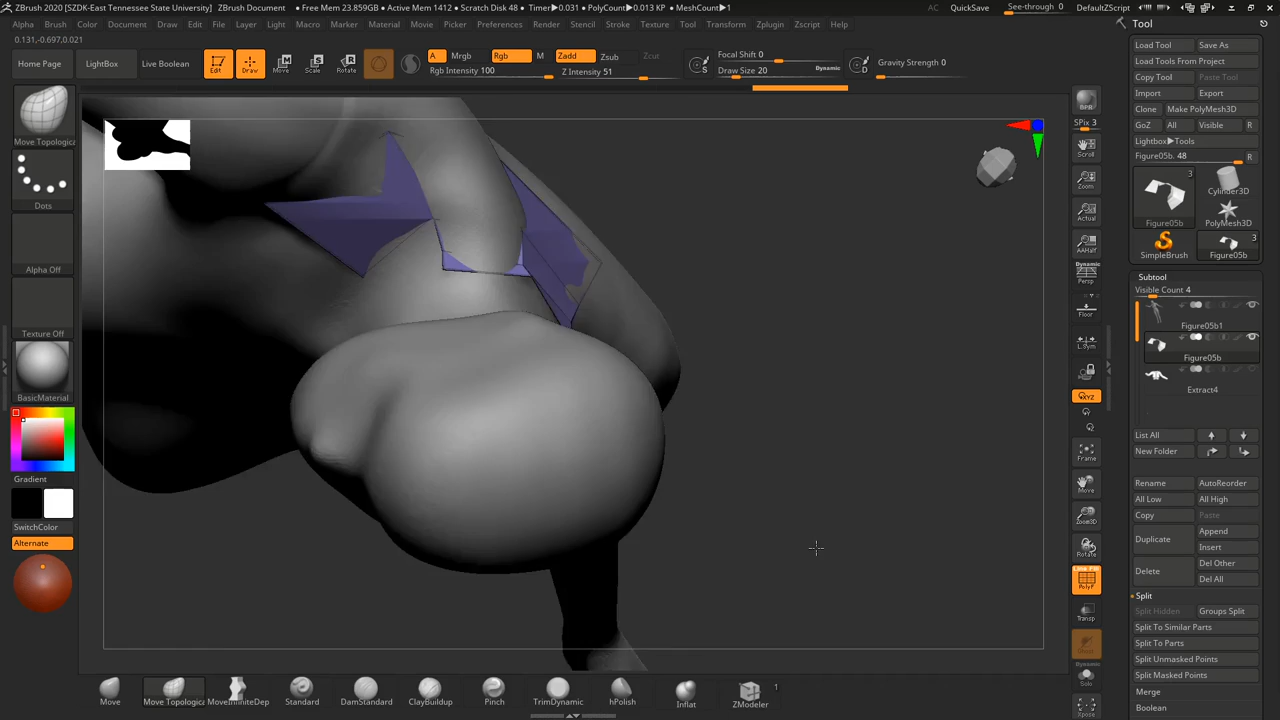 ZBrush 2020 [SZDK-East Tennessee State University] ZBrush Document • Free Mem 23.859GB • Active Mem 1412 • Scratch Disk 48 • Timer▶0.031 • PolyCount▶0.013 KP • MeshCount▶1 AC QuickSave See-through 0 Menus DefaultZScript
Alpha Brush Color Document Draw Edit File Layer Light Macro Marker Material Movie Picker Preferences Render Stencil Stroke Texture Tool Transform Zplugin Zscript Help
0.131,-0.697,0.021
Home Page LightBox Live Boolean Edit Draw Move Scale Rotate
A Mrgb Rgb M Zadd Zsub Zcut
Rgb Intensity 100 Z Intensity 51
Focal Shift 0
Draw Size 20 Dynamic
Gravity Strength 0
S
D
Move Topologica
Dots
Alpha Off
Texture Off
BasicMaterial
Gradient
SwitchColor
Alternate
BPR
SPix 3
Scroll
Zoom
Actual
AAHalf
Dynamic
Persp
Floor
L.Sym
XYZ
Frame
Move
Zoom3D
Rotate
Line Fill
PolyF
Transp
Dynamic
Solo
Xpose
Tool
Load Tool Save As
Load Tools From Project
Copy Tool Paste Tool
Import Export
Clone Make PolyMesh3D
GoZ All Visible R
Lightbox▶Tools
Figure05b. 48 R
3
Figure05b
Cylinder3D
PolyMesh3D
SimpleBrush
3
Figure05b
Subtool
Visible Count 4
Figure05b1
Figure05b
Extract4
List All
New Folder
Rename AutoReorder
All Low All High
Copy Paste
Duplicate Append
Insert
Delete Del Other
Del All
Split
Split Hidden Groups Split
Split To Similar Parts
Split To Parts
Split Unmasked Points
Split Masked Points
Merge
Boolean
Move Move Topologica MoveInfiniteDep Standard DamStandard ClayBuildup Pinch TrimDynamic hPolish Inflat ZModeler
1